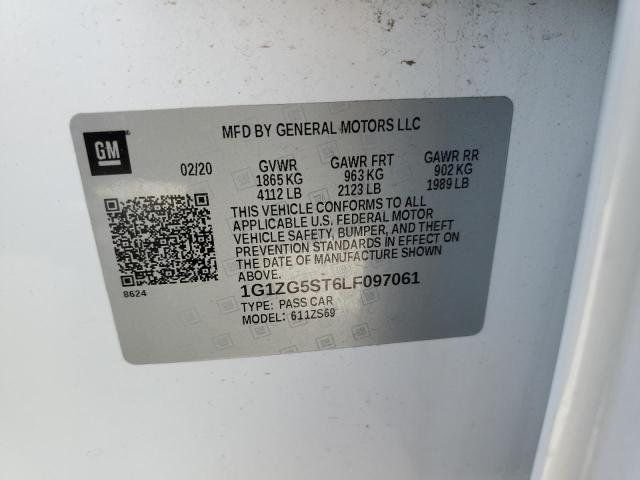 GM
MFD BY GENERAL MOTORS LLC
02/20 GVWR GAWR FRT GAWR RR
1865 KG 963 KG 902 KG
4112 LB 2123 LB 1989 LB
THIS VEHICLE CONFORMS TO ALL
APPLICABLE U.S. FEDERAL MOTOR
VEHICLE SAFETY, BUMPER, AND THEFT
PREVENTION STANDARDS IN EFFECT ON
THE DATE OF MANUFACTURE SHOWN
ABOVE.
8624
1G1ZG5ST6LF097061
TYPE: PASS CAR
MODEL: 611ZS69